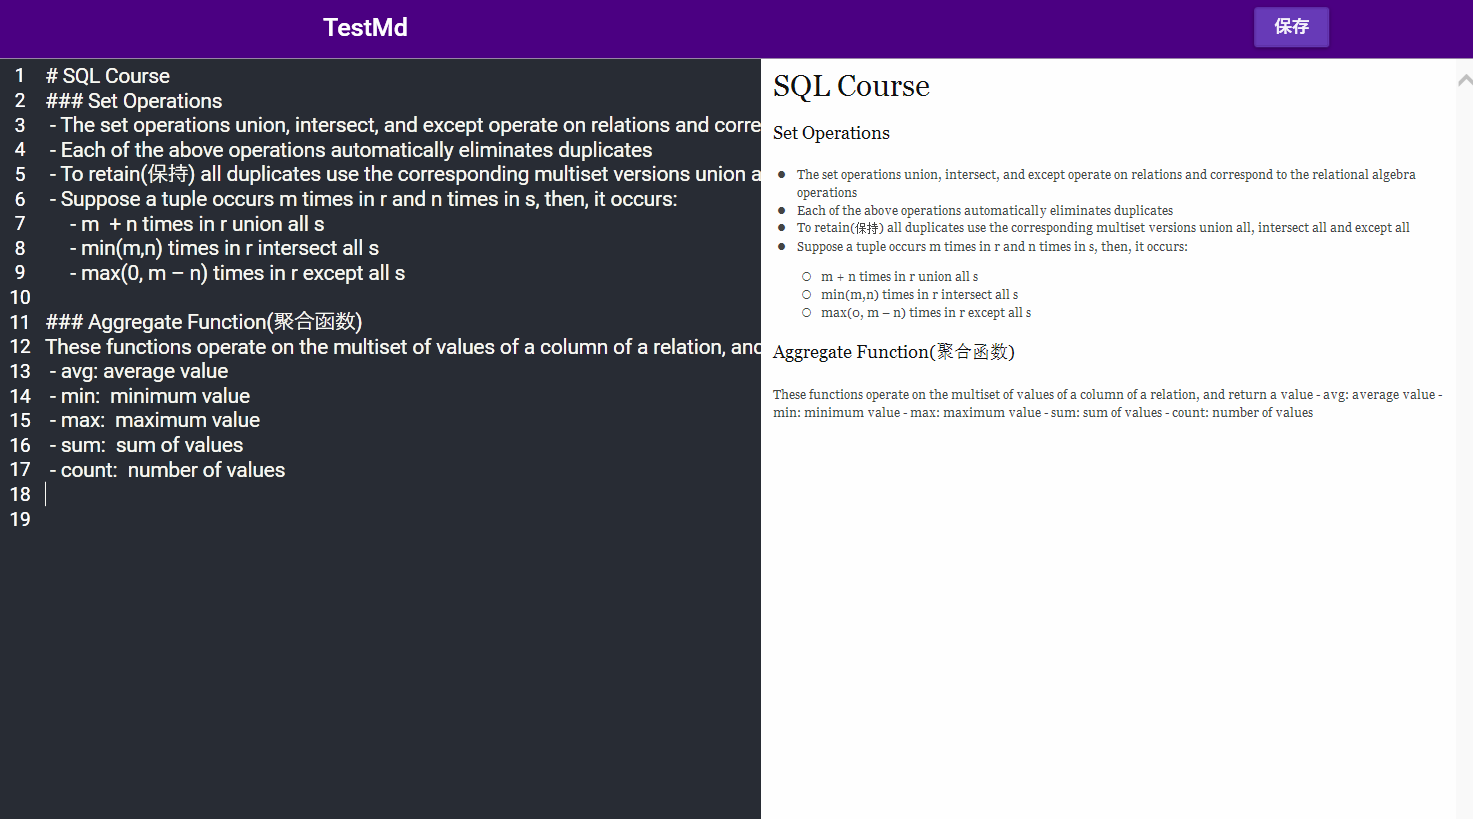 TestMd
保存
1 # SQL Course
2 ### Set Operations
3 - The set operations union, intersect, and except operate on relations and corre
4 - Each of the above operations automatically eliminates duplicates
5 - To retain(保持) all duplicates use the corresponding multiset versions union a
6 - Suppose a tuple occurs m times in r and n times in s, then, it occurs:
7 - m + n times in r union all s
8 - min(m,n) times in r intersect all s
9 - max(0, m – n) times in r except all s
10
11 ### Aggregate Function(聚合函数)
12 These functions operate on the multiset of values of a column of a relation, and
13 - avg: average value
14 - min: minimum value
15 - max: maximum value
16 - sum: sum of values
17 - count: number of values
18
19
SQL Course
Set Operations
● The set operations union, intersect, and except operate on relations and correspond to the relational algebra
operations
● Each of the above operations automatically eliminates duplicates
● To retain(保持) all duplicates use the corresponding multiset versions union all, intersect all and except all
● Suppose a tuple occurs m times in r and n times in s, then, it occurs:
○ m + n times in r union all s
○ min(m,n) times in r intersect all s
○ max(0, m – n) times in r except all s
Aggregate Function(聚合函数)
These functions operate on the multiset of values of a column of a relation, and return a value - avg: average value -
min: minimum value - max: maximum value - sum: sum of values - count: number of values